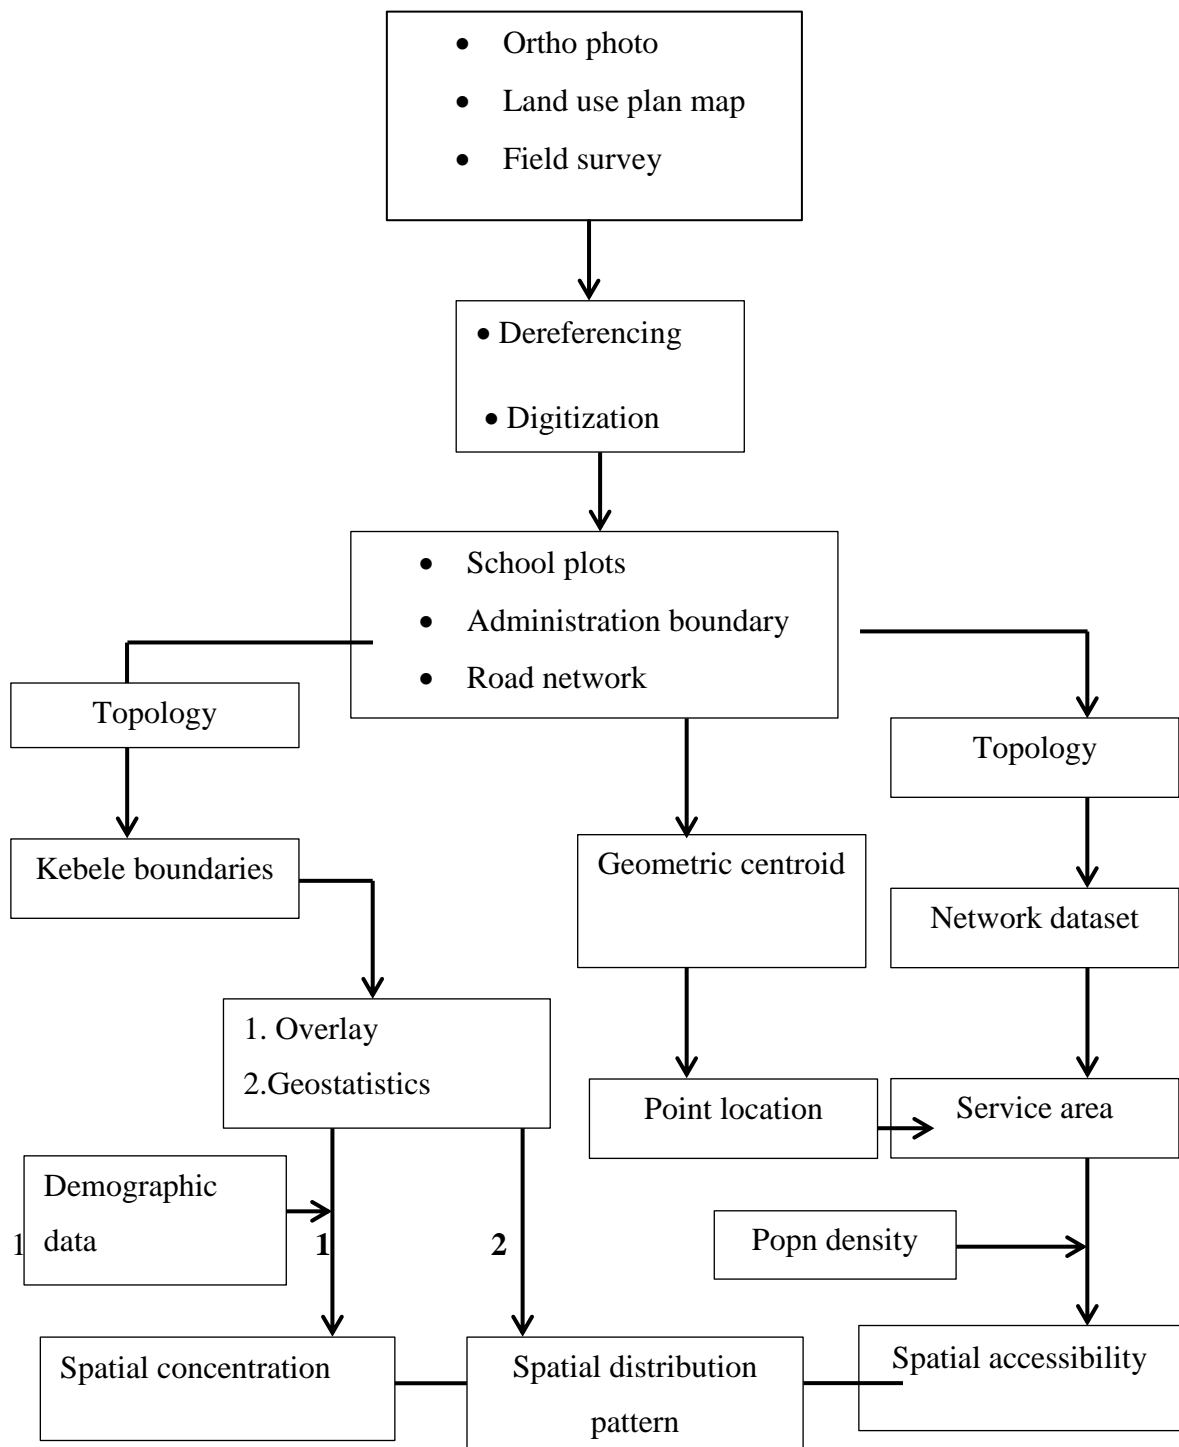 • Ortho photo
• Land use plan map
• Field survey
• Dereferencing
• Digitization
• School plots
• Administration boundary
• Road network
Topology
Topology
Kebele boundaries
Geometric centroid
Network dataset
1. Overlay
2.Geostatistics
Point location
Service area
Demographic
data
1
1
2
Popn density
Spatial concentration
Spatial distribution
pattern
Spatial accessibility